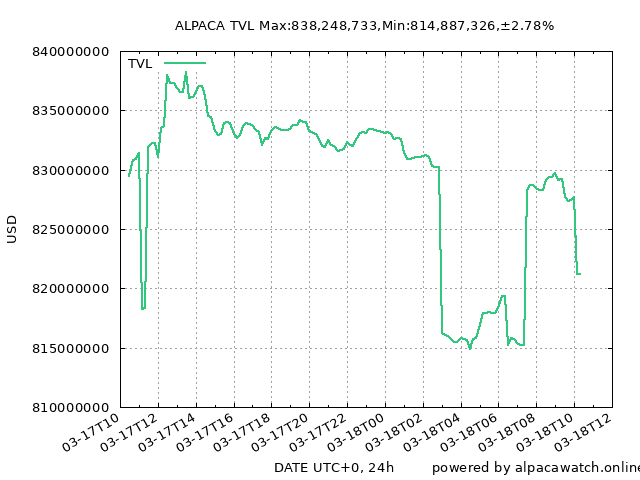 ALPACA TVL Max:838,248,733,Min:814,887,326,±2.78%
TVL
840000000
835000000
830000000
825000000
820000000
815000000
810000000
USD
03-17T10
03-17T12
03-17T14
03-17T16
03-17T18
03-17T20
03-17T22
03-18T00
03-18T02
03-18T04
03-18T06
03-18T08
03-18T10
03-18T12
DATE UTC+0, 24h
powered by alpacawatch.online